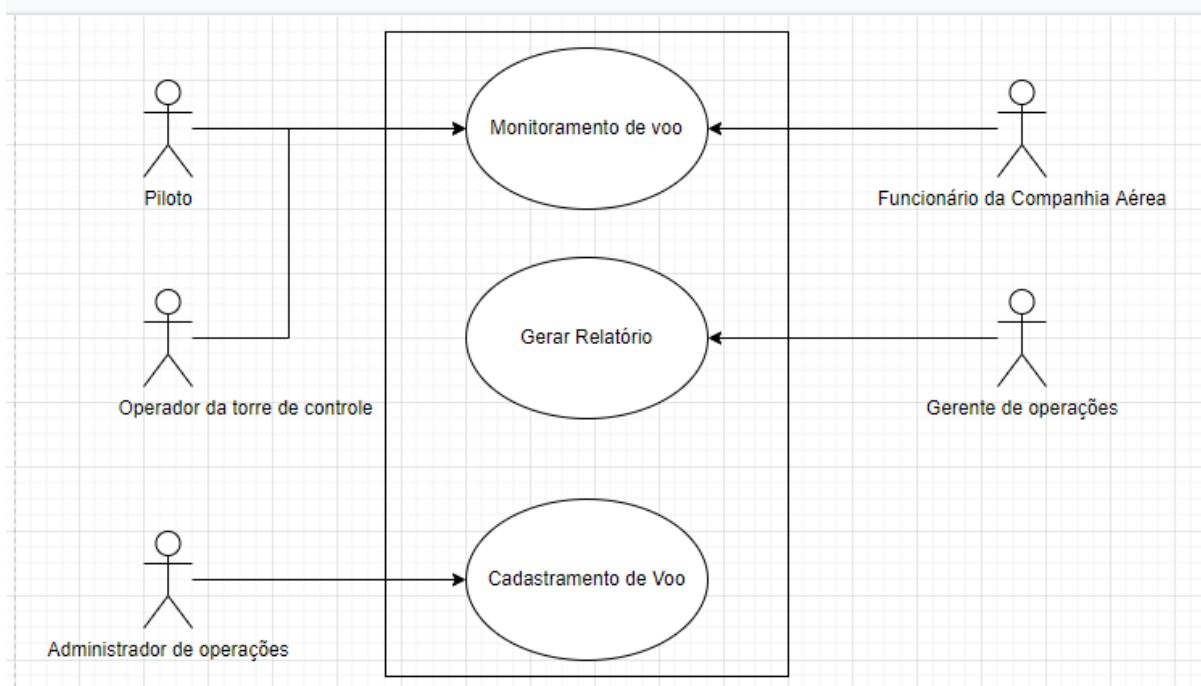 Monitoramento de voo
Piloto
Funcionário da Companhia Aérea
Gerar Relatório
Operador da torre de controle
Gerente de operações
Cadastramento de Voo
Administrador de operações